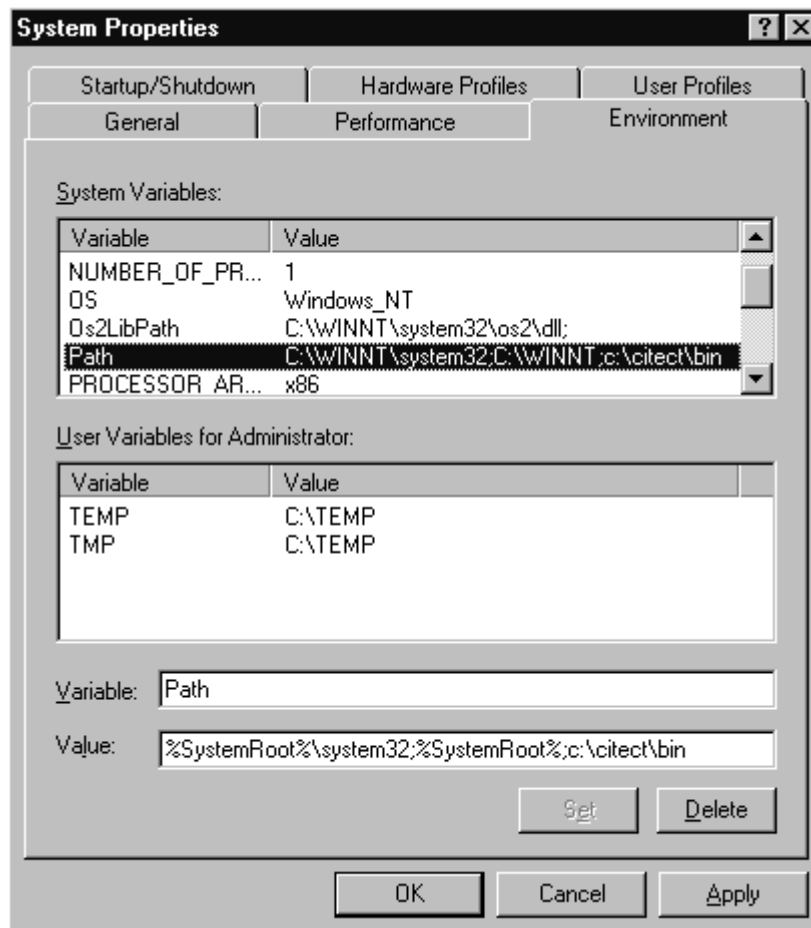 System Properties
Startup/Shutdown Hardware Profiles User Profiles
General Performance Environment
System Variables:
Variable Value
NUMBER_OF_PR... 1
OS Windows_NT
Os2LibPath C:\WINNT\system32\os2\dll;
Path C:\WINNT\system32;C:\WINNT;c:\citect\bin
PROCESSOR_AR... x86
User Variables for Administrator:
Variable Value
TEMP C:\TEMP
TMP C:\TEMP
Variable: Path
Value: %SystemRoot%\system32;%SystemRoot%;c:\citect\bin
Set Delete
OK Cancel Apply